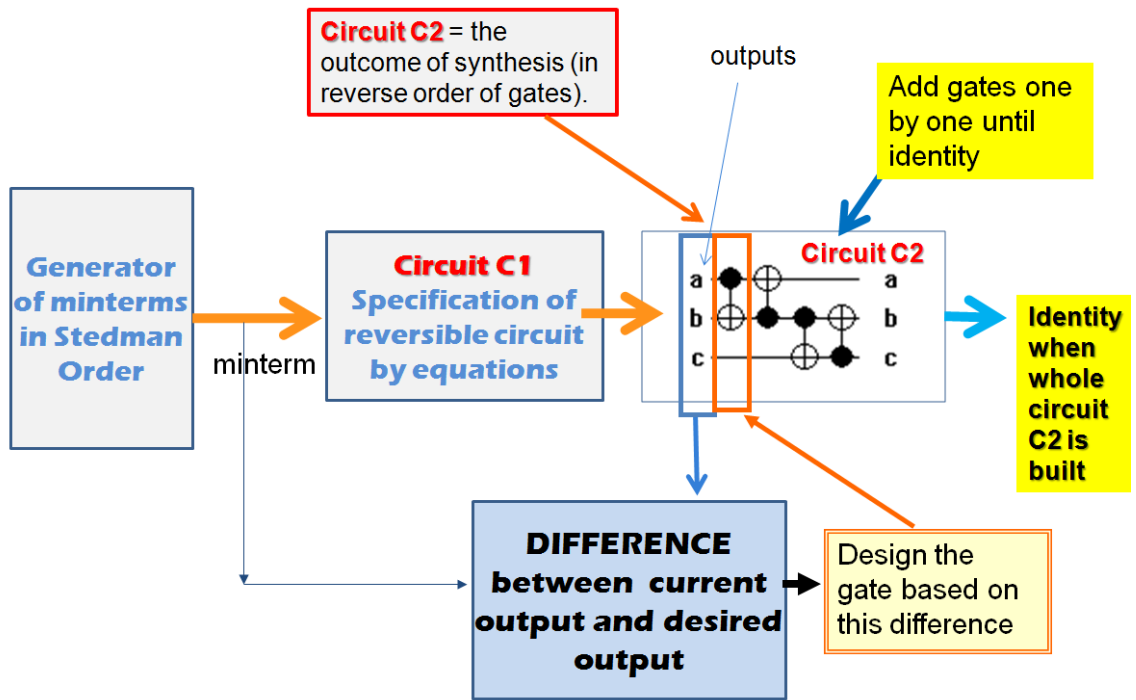 Circuit C2 = the
outcome of synthesis (in
reverse order of gates).
outputs
Add gates one
by one until
identity
Generator
of minterms
in Stedman
Order
minterm
Circuit C1
Specification of
reversible circuit
by equations
Circuit C2
a a
b b
c c
Identity
when
whole
circuit
C2 is
built
DIFFERENCE
between current
output and desired
output
Design the
gate based on
this difference